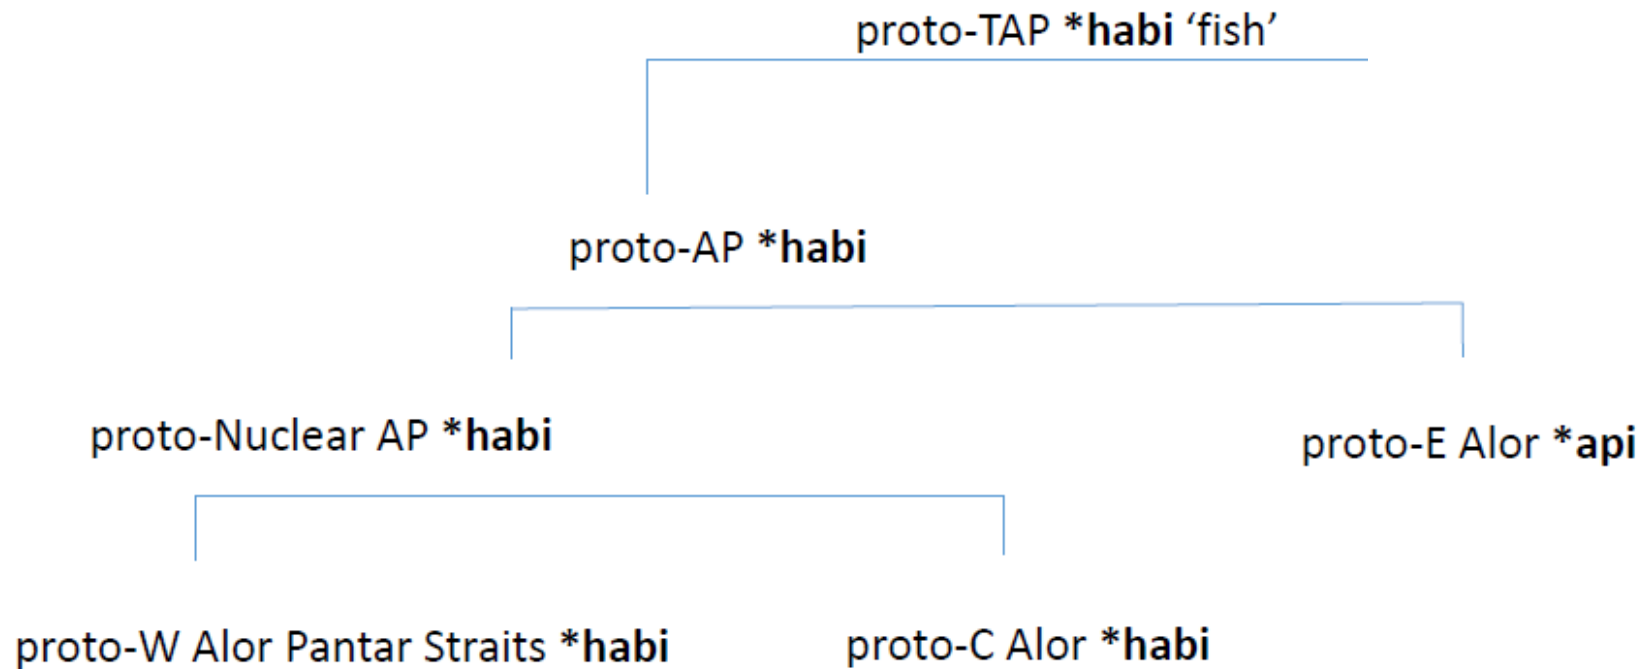 proto-TAP *habi ‘fish’
proto-AP *habi
proto-Nuclear AP *habi
proto-E Alor *api
proto-W Alor Pantar Straits *habi
proto-C Alor *habi